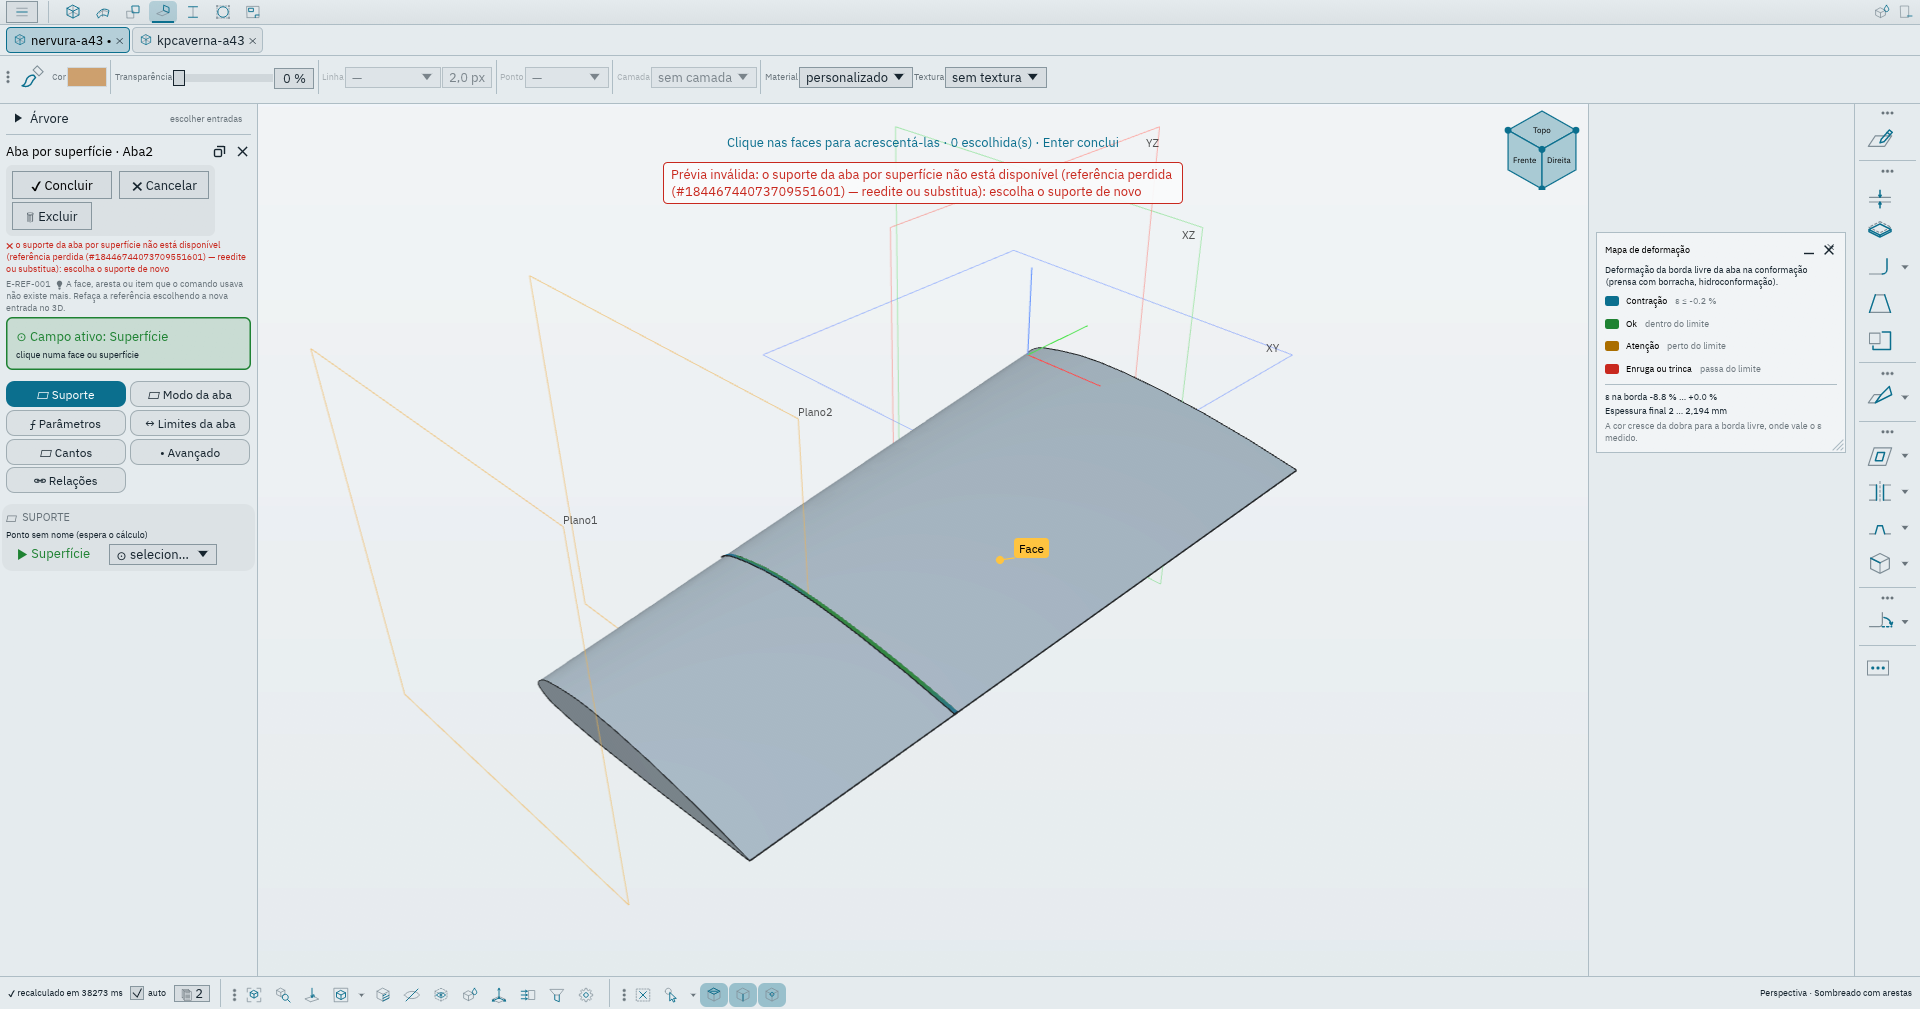 nervura-a43 • ×
kpcaverna-a43 ×
Cor
Transparência
0 %
Linha
—
2,0 px
Ponto
—
Camada
sem camada
Material
personalizado
Textura
sem textura
Árvore
escolher entradas
Aba por superfície · Aba2
Concluir
Cancelar
Excluir
o suporte da aba por superfície não está disponível
(referência perdida (#18446744073709551601) — reedite
ou substitua): escolha o suporte de novo
E-REF-001 A face, aresta ou item que o comando usava
não existe mais. Refaça a referência escolhendo a nova
entrada no 3D.
Campo ativo: Superfície
clique numa face ou superfície
Suporte
Modo da aba
Parâmetros
Limites da aba
Cantos
• Avançado
Relações
SUPORTE
Ponto sem nome (espera o cálculo)
Superfície
selecion...
Clique nas faces para acrescentá-las · 0 escolhida(s) · Enter conclui
Prévia inválida: o suporte da aba por superfície não está disponível (referência perdida
(#18446744073709551601) — reedite ou substitua): escolha o suporte de novo
YZ
XZ
XY
Plano2
Plano1
Face
Topo
Frente
Direita
Mapa de deformação
Deformação da borda livre da aba na conformação
(prensa com borracha, hidroconformação).
Contração ε ≤ -0.2 %
Ok dentro do limite
Atenção perto do limite
Enruga ou trinca passa do limite
ε na borda -8.8 % ... +0.0 %
Espessura final 2 ... 2,194 mm
A cor cresce da dobra para a borda livre, onde vale o ε
medido.
recalculado em 38273 ms
auto
2
Perspectiva · Sombreado com arestas